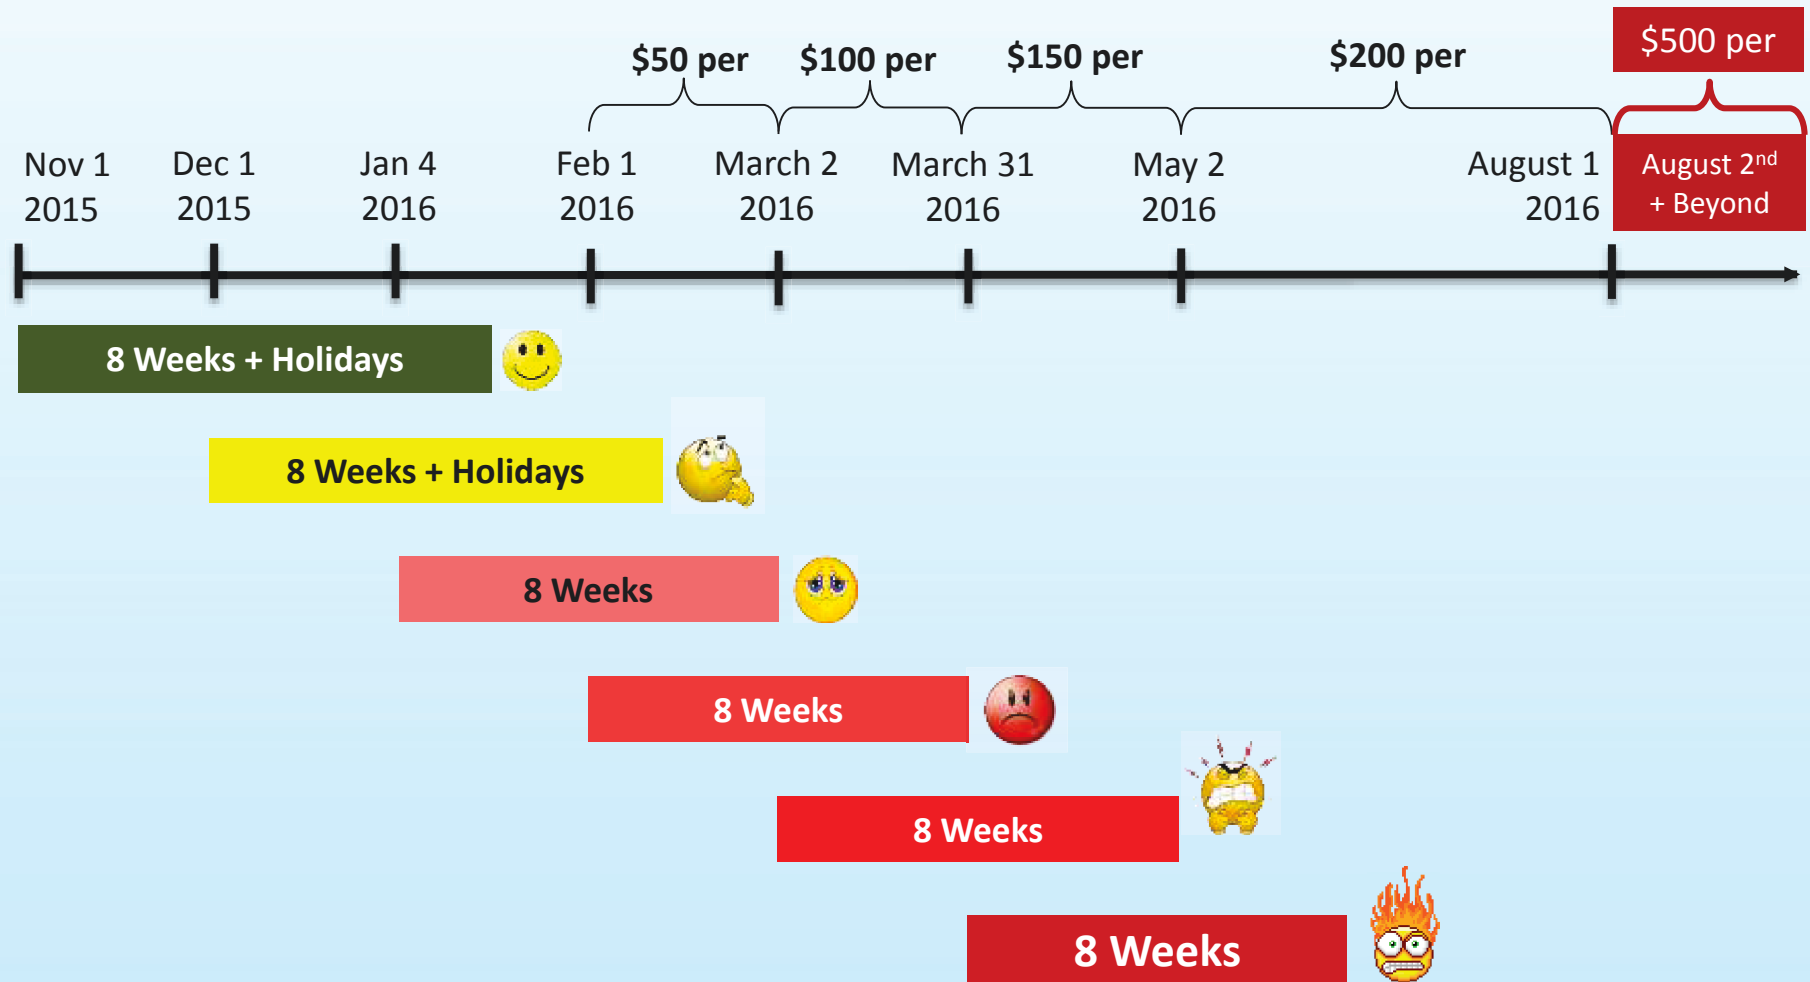 $50 per
$100 per
$150 per
$200 per
$500 per
Nov 1
2015
Dec 1
2015
Jan 4
2016
Feb 1
2016
March 2
2016
March 31
2016
May 2
2016
August 1
2016
August 2nd
+ Beyond
8 Weeks + Holidays
8 Weeks + Holidays
8 Weeks
8 Weeks
8 Weeks
8 Weeks